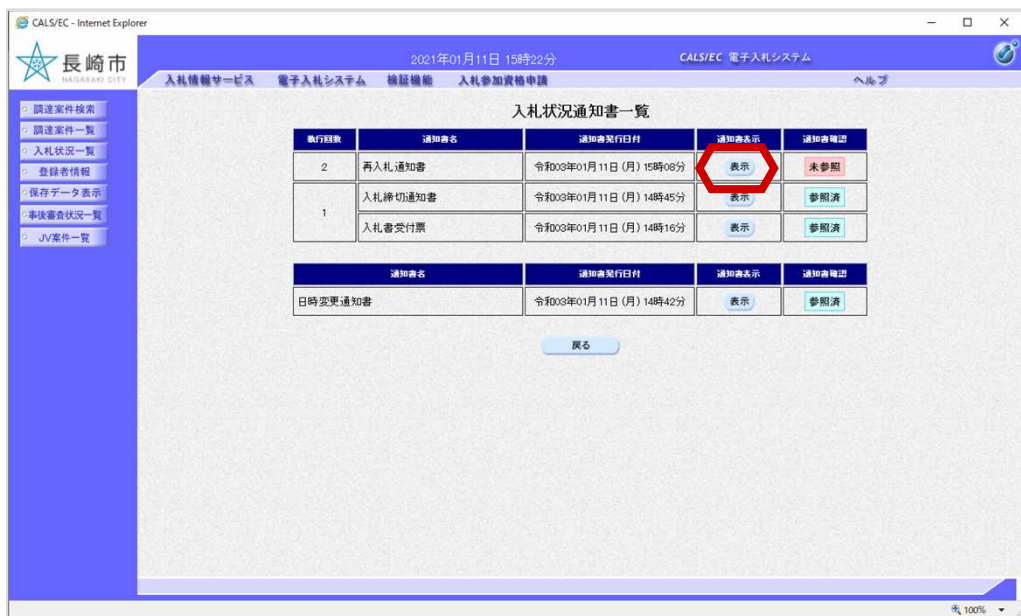 CALS/EC - Internet Explorer
長崎市
NAGASAKI CITY
2021年01月11日 15時22分
CALS/EC 電子入札システム
入札情報サービス 電子入札システム 検証機能 入札参加資格申請 ヘルプ
調達案件検索
調達案件一覧
入札状況一覧
登録者情報
保存データ表示
事後審査状況一覧
JV案件一覧
入札状況通知書一覧
執行回数 通知書名 通知書発行日付 通知書表示 通知書確認
2 再入札通知書 令和03年01月11日(月)15時08分 表示 未参照
1 入札締切通知書 令和03年01月11日(月)14時45分 表示 参照済
入札書受付票 令和03年01月11日(月)14時16分 表示 参照済
通知書名 通知書発行日付 通知書表示 通知書確認
日時変更通知書 令和03年01月11日(月)14時42分 表示 参照済
戻る
100%